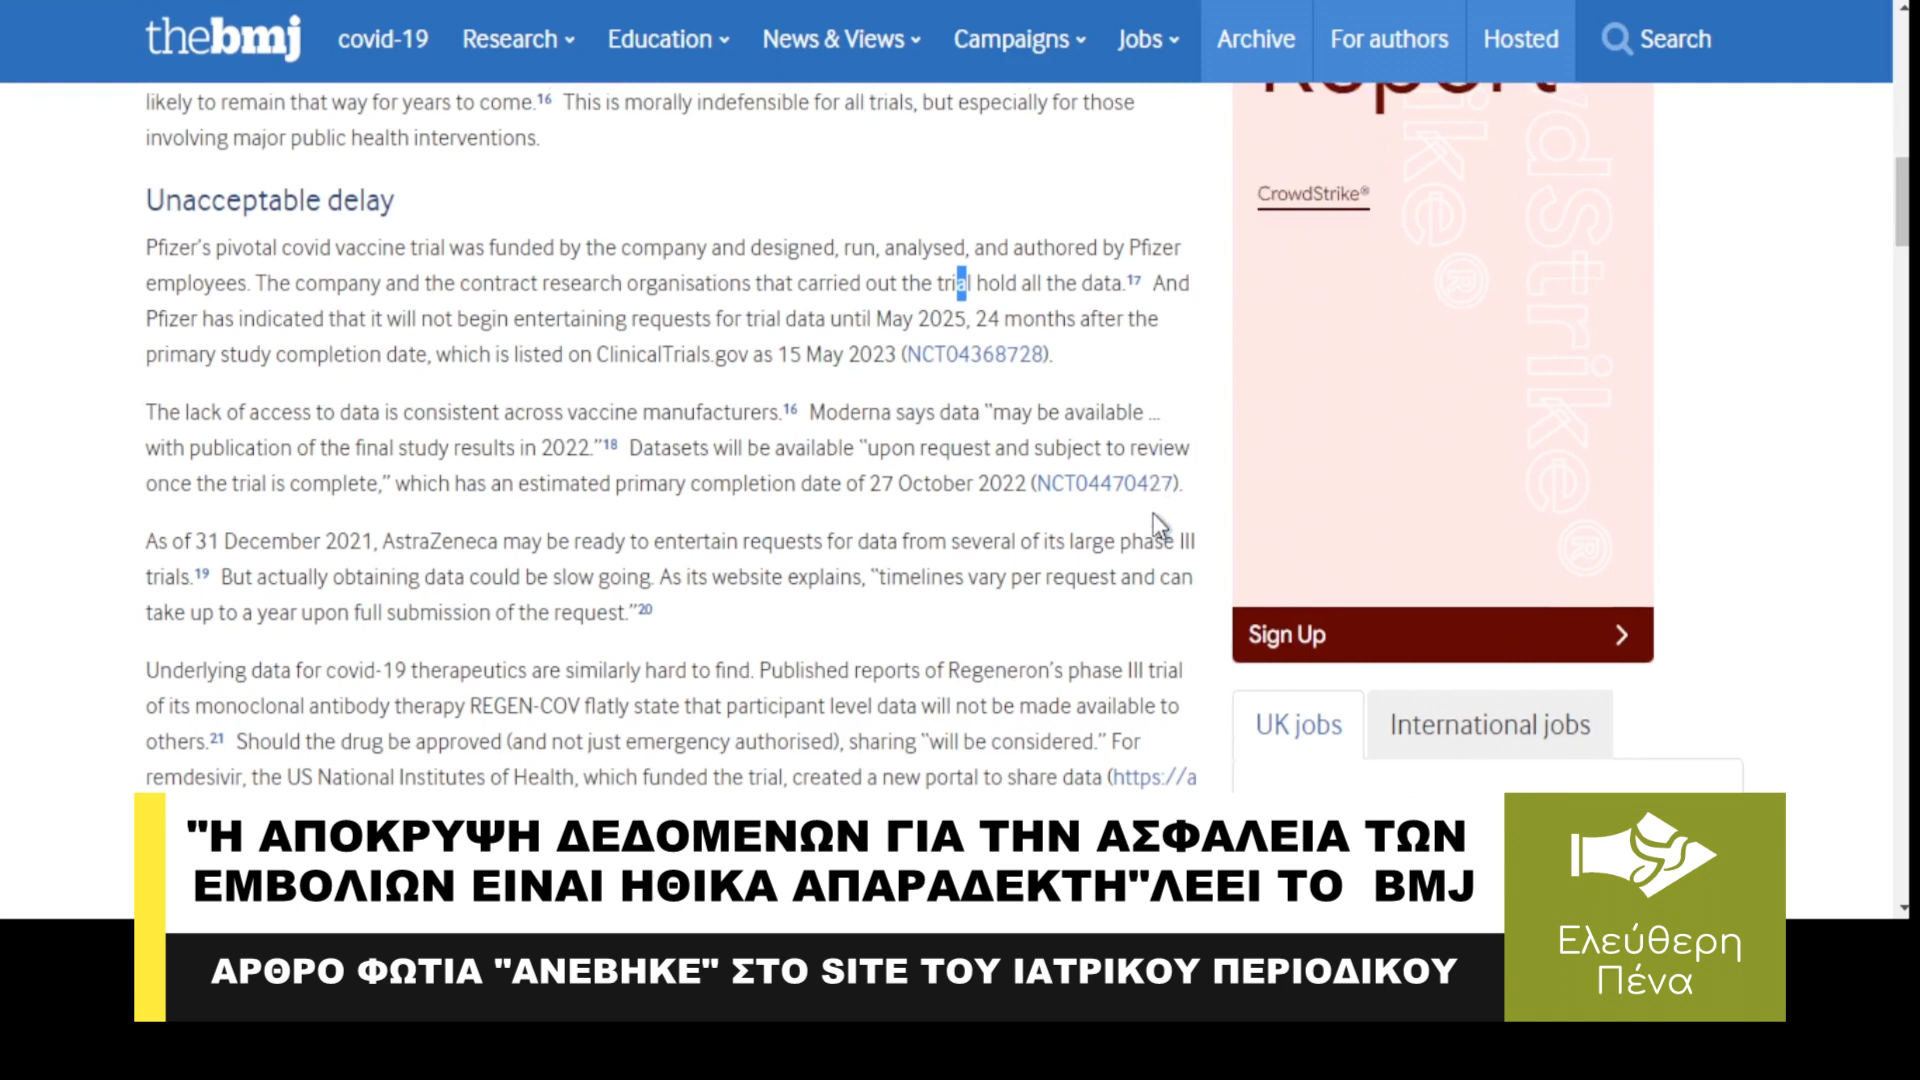 thebmj covid-19 Research Education News & Views Campaigns Jobs Archive For authors Hosted Search
likely to remain that way for years to come.16 This is morally indefensible for all trials, but especially for those
involving major public health interventions.
Unacceptable delay
Pfizer's pivotal covid vaccine trial was funded by the company and designed, run, analysed, and authored by Pfizer
employees. The company and the contract research organisations that carried out the trial hold all the data.17 And
Pfizer has indicated that it will not begin entertaining requests for trial data until May 2025, 24 months after the
primary study completion date, which is listed on ClinicalTrials.gov as 15 May 2023 (NCT04368728).
The lack of access to data is consistent across vaccine manufacturers.16 Moderna says data "may be available ...
with publication of the final study results in 2022."18 Datasets will be available "upon request and subject to review
once the trial is complete," which has an estimated primary completion date of 27 October 2022 (NCT04470427).
As of 31 December 2021, AstraZeneca may be ready to entertain requests for data from several of its large phase III
trials.19 But actually obtaining data could be slow going. As its website explains, "timelines vary per request and can
take up to a year upon full submission of the request."20
Underlying data for covid-19 therapeutics are similarly hard to find. Published reports of Regeneron's phase III trial
of its monoclonal antibody therapy REGEN-COV flatly state that participant level data will not be made available to
others.21 Should the drug be approved (and not just emergency authorised), sharing "will be considered." For
remdesivir, the US National Institutes of Health, which funded the trial, created a new portal to share data (https://a
Report
CrowdStrike®
ike®
wdStrike®
Sign Up
UK jobs
International jobs
"Η ΑΠΟΚΡΥΨΗ ΔΕΔΟΜΕΝΩΝ ΓΙΑ ΤΗΝ ΑΣΦΑΛΕΙΑ ΤΩΝ
ΕΜΒΟΛΙΩΝ ΕΙΝΑΙ ΗΘΙΚΑ ΑΠΑΡΑΔΕΚΤΗ"ΛΕΕΙ ΤΟ BMJ
ΑΡΘΡΟ ΦΩΤΙΑ "ΑΝΕΒΗΚΕ" ΣΤΟ SITE ΤΟΥ ΙΑΤΡΙΚΟΥ ΠΕΡΙΟΔΙΚΟΥ
Ελεύθερη
Πένα